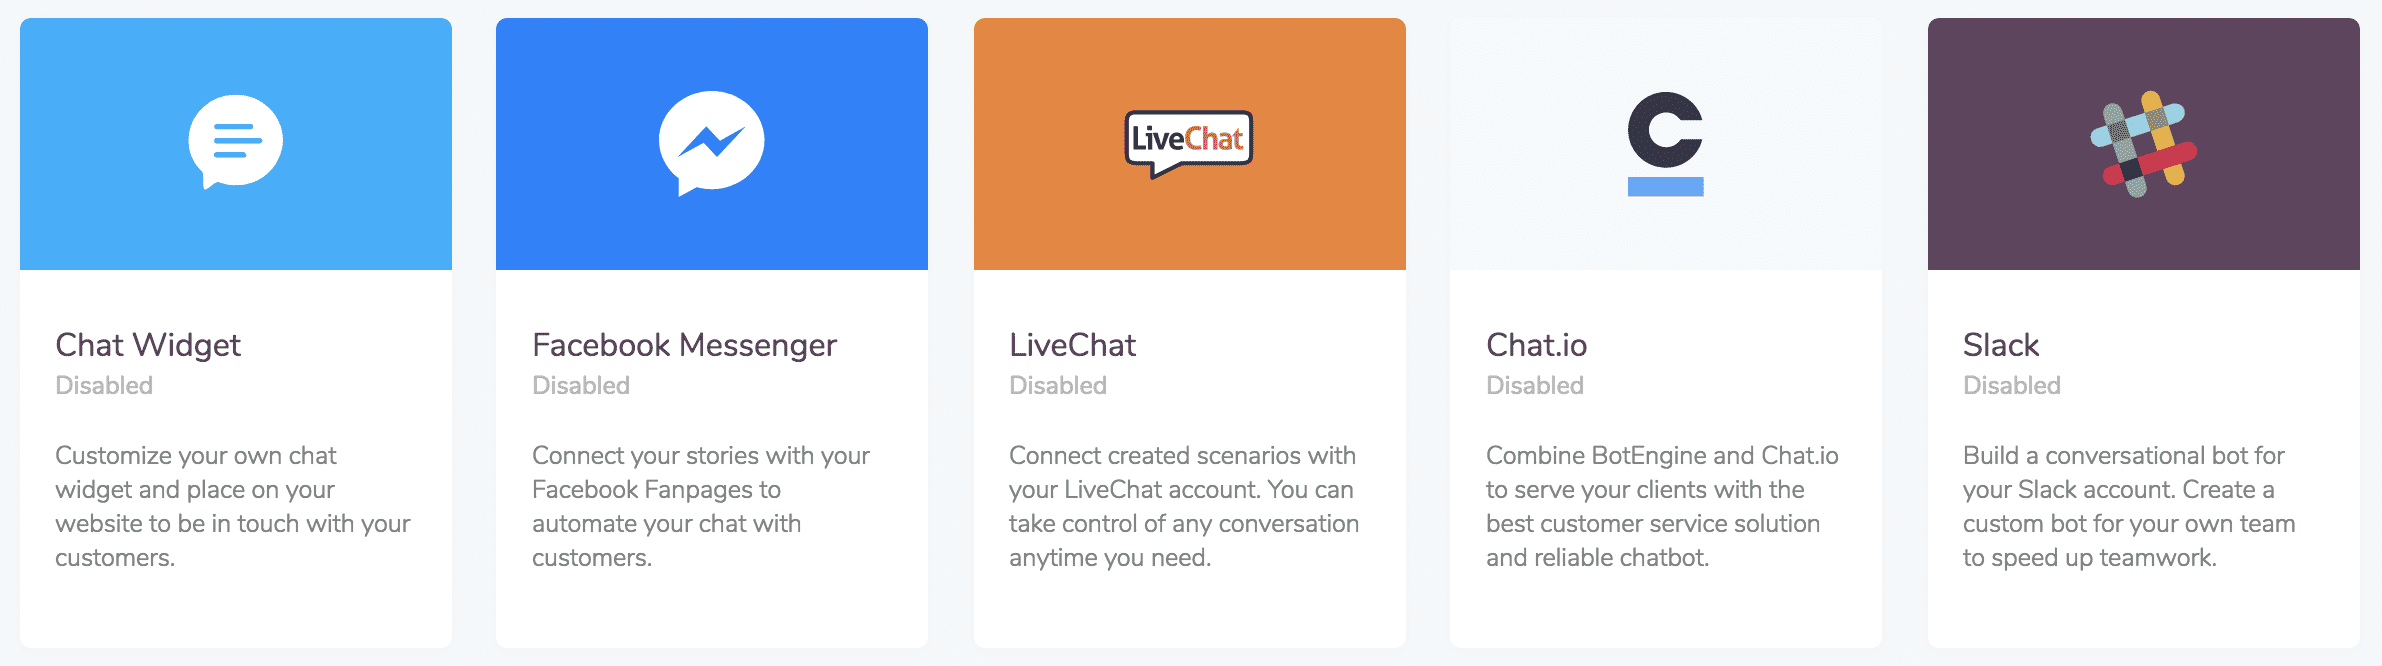 LiveChat
Chat Widget
Disabled
Customize your own chat
widget and place on your
website to be in touch with your
customers.
Facebook Messenger
Disabled
Connect your stories with your
Facebook Fanpages to
automate your chat with
customers.
LiveChat
Disabled
Connect created scenarios with
your LiveChat account. You can
take control of any conversation
anytime you need.
Chat.io
Disabled
Combine BotEngine and Chat.io
to serve your clients with the
best customer service solution
and reliable chatbot.
Slack
Disabled
Build a conversational bot for
your Slack account. Create a
custom bot for your own team
to speed up teamwork.